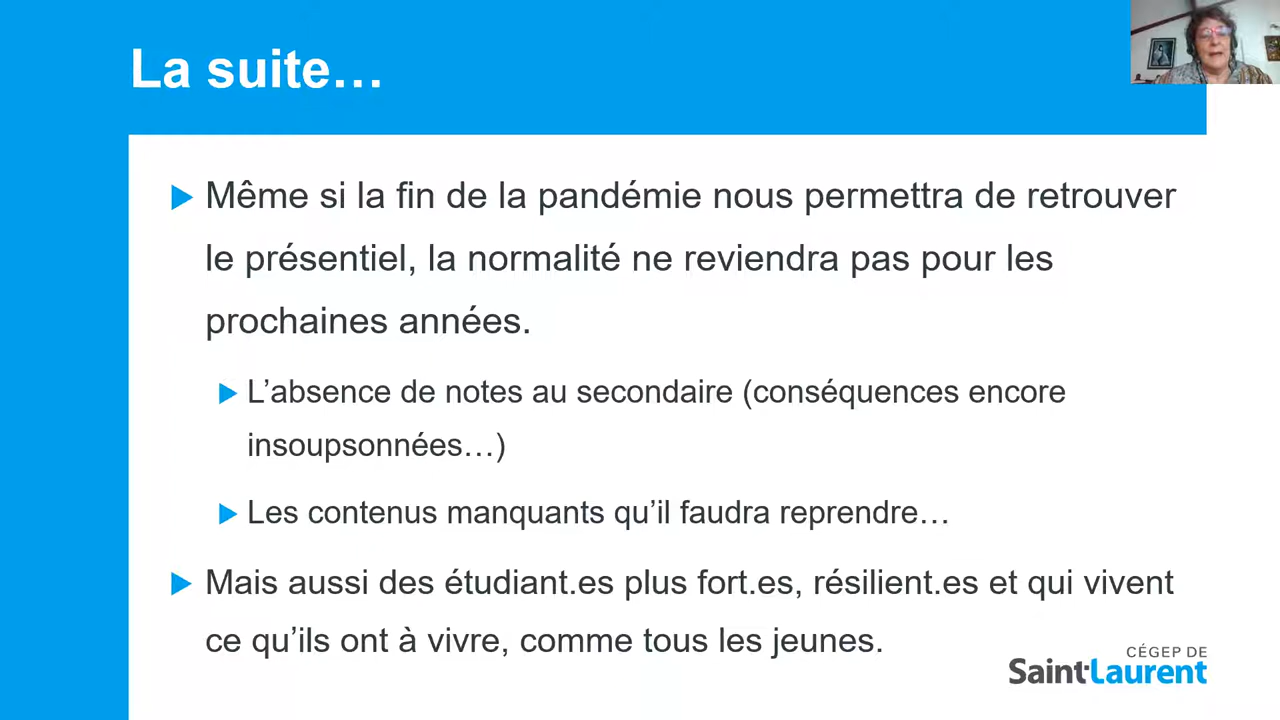 La suite…
Même si la fin de la pandémie nous permettra de retrouver
le présentiel, la normalité ne reviendra pas pour les
prochaines années.
L’absence de notes au secondaire (conséquences encore
insoupsonnées…)
Les contenus manquants qu’il faudra reprendre…
Mais aussi des étudiant.es plus fort.es, résilient.es et qui vivent
ce qu’ils ont à vivre, comme tous les jeunes.
CÉGEP DE
Saint-Laurent